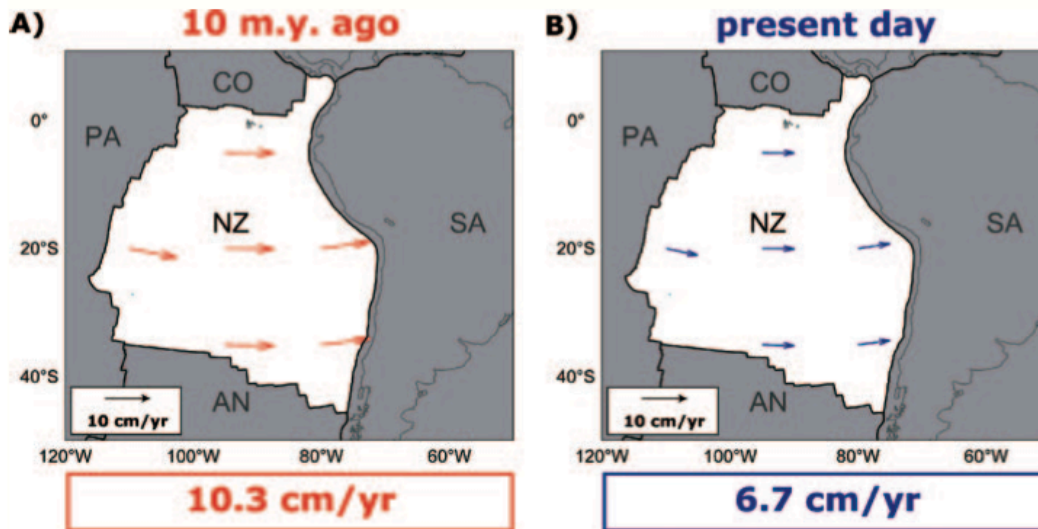 A)
10 m.y. ago
CO
PA
NZ
SA
AN
0°
20°S
40°S
10 cm/yr
120°W 100°W 80°W 60°W
10.3 cm/yr
B)
present day
CO
PA
NZ
SA
AN
0°
20°S
40°S
10 cm/yr
120°W 100°W 80°W 60°W
6.7 cm/yr